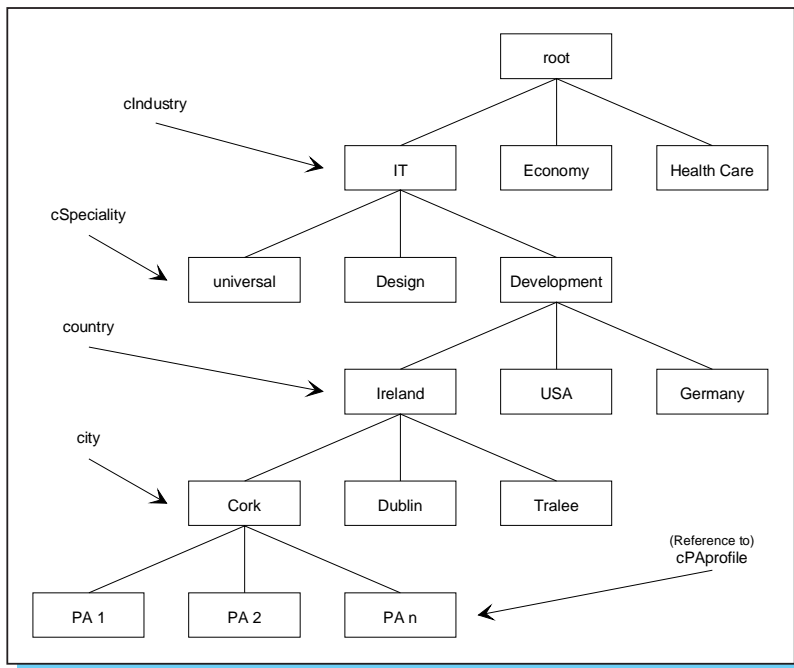 root
cIndustry
IT
Economy
Health Care
cSpeciality
universal
Design
Development
country
Ireland
USA
Germany
city
Cork
Dublin
Tralee
(Reference to)
cPAprofile
PA 1
PA 2
PA n